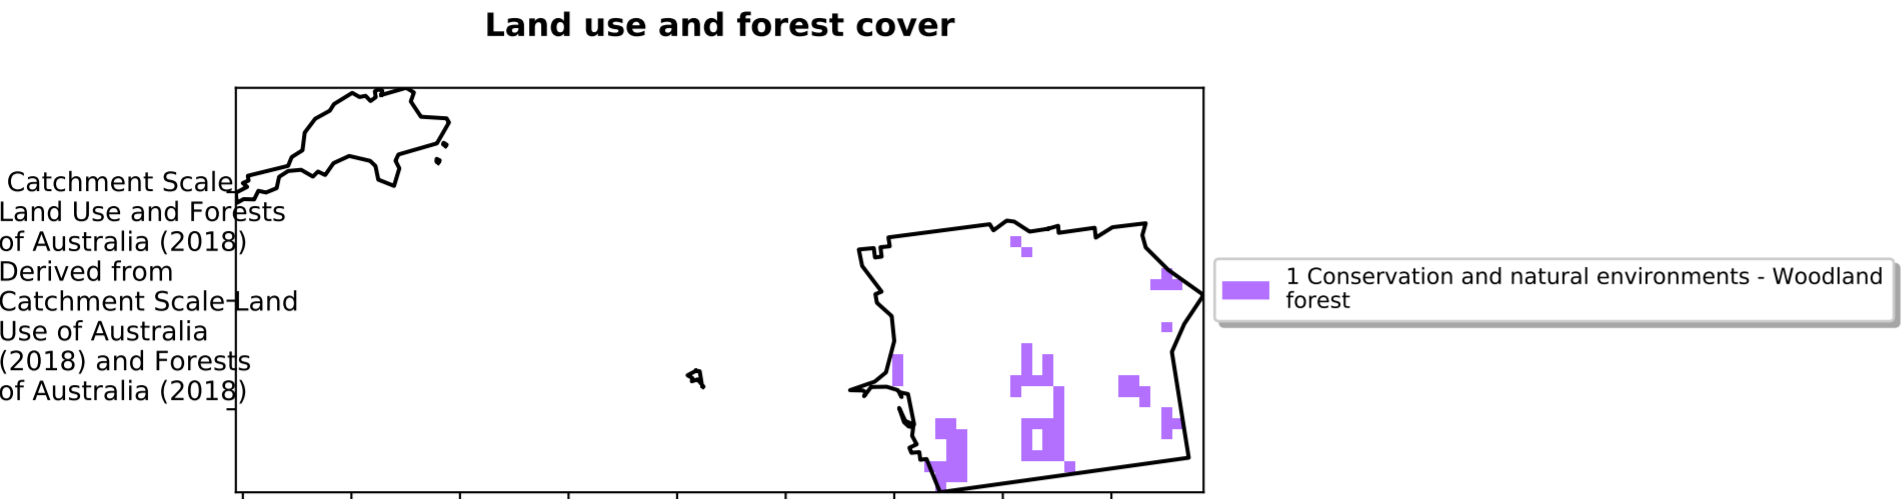 Land use and forest cover
Catchment Scale
Land Use and Forests
of Australia (2018)
Derived from
Catchment Scale Land
Use of Australia
(2018) and Forests
of Australia (2018)
1 Conservation and natural environments - Woodland
forest